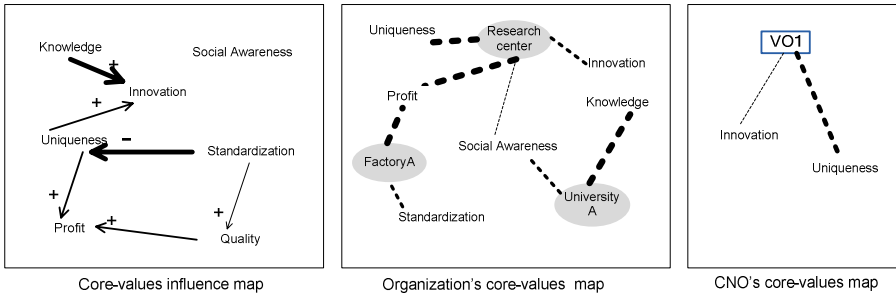 Knowledge
Social Awareness
+
Innovation
+
Uniqueness
-
Standardization
+
+
+
Profit
Quality
Core-values influence map
Uniqueness
Research
center
Innovation
Profit
Knowledge
Social Awareness
FactoryA
University
A
Standardization
Organization's core-values map
VO1
Innovation
Uniqueness
CNO's core-values map